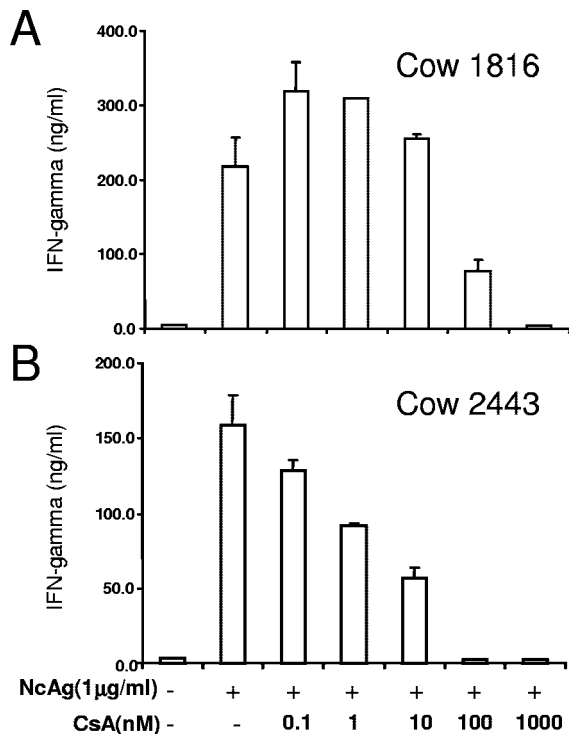 A
Cow 1816
IFN-gamma (ng/ml)
400.0
300.0
200.0
100.0
0.0
B
Cow 2443
IFN-gamma (ng/ml)
200.0
150.0
100.0
50.0
0.0
NcAg(1µg/ml) - + + + + + +
CsA(nM) - - 0.1 1 10 100 1000